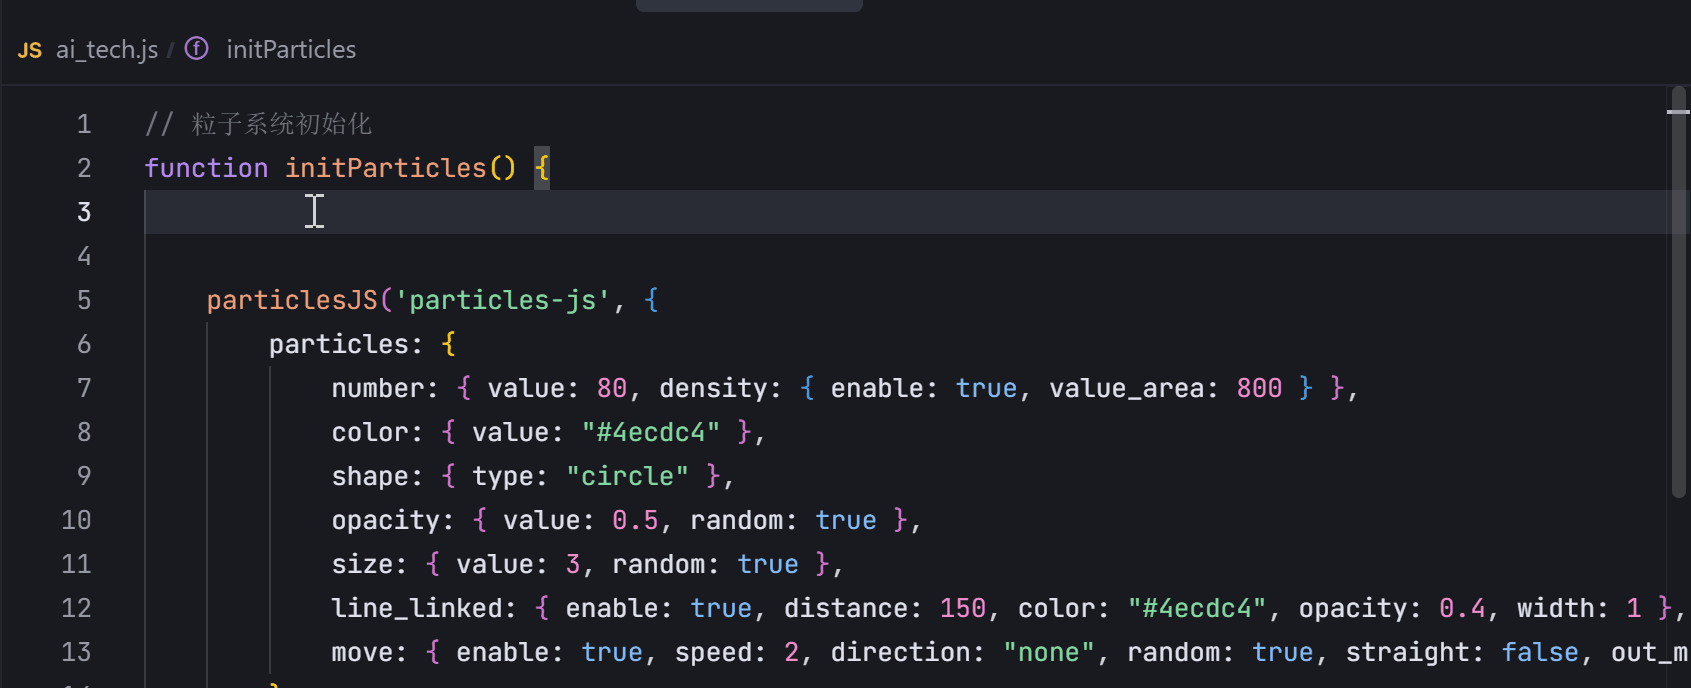 JS ai_tech.js / ⓕ initParticles
1 // 粒子系统初始化
2 function initParticles() {
3
4
5 particlesJS('particles-js', {
6 particles: {
7 number: { value: 80, density: { enable: true, value_area: 800 } },
8 color: { value: "#4ecdc4" },
9 shape: { type: "circle" },
10 opacity: { value: 0.5, random: true },
11 size: { value: 3, random: true },
12 line_linked: { enable: true, distance: 150, color: "#4ecdc4", opacity: 0.4, width: 1 },
13 move: { enable: true, speed: 2, direction: "none", random: true, straight: false, out_m